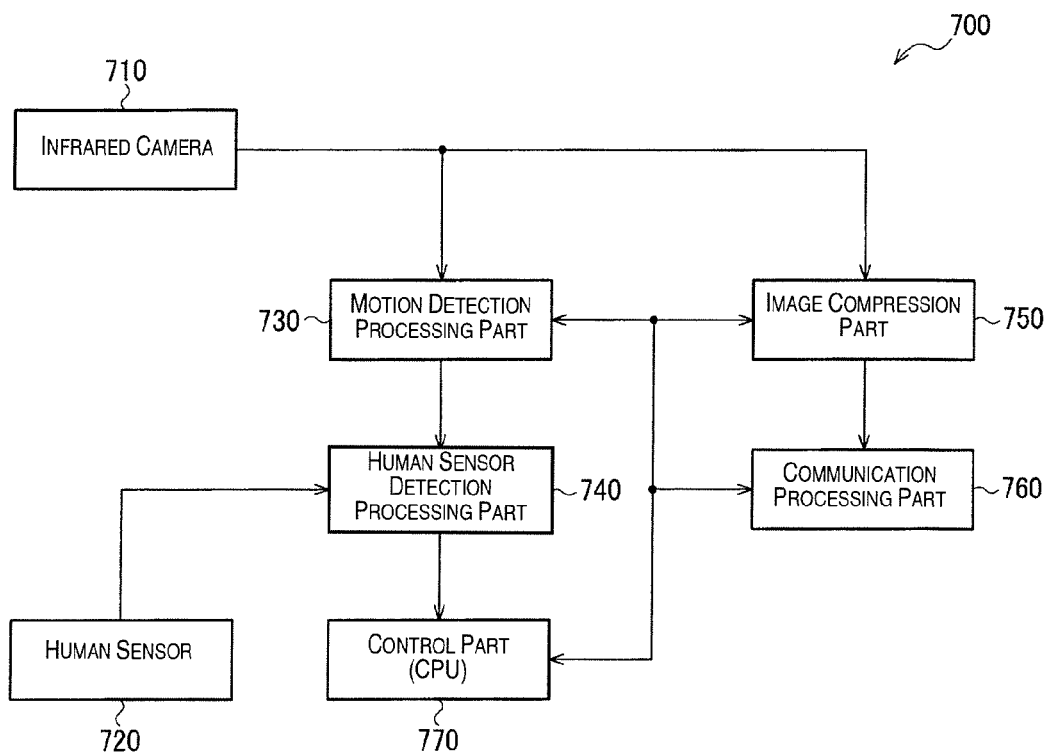 700
710
INFRARED CAMERA
730
MOTION DETECTION
PROCESSING PART
IMAGE COMPRESSION
PART
750
HUMAN SENSOR
DETECTION
PROCESSING PART
740
COMMUNICATION
PROCESSING PART
760
HUMAN SENSOR
720
CONTROL PART
(CPU)
770